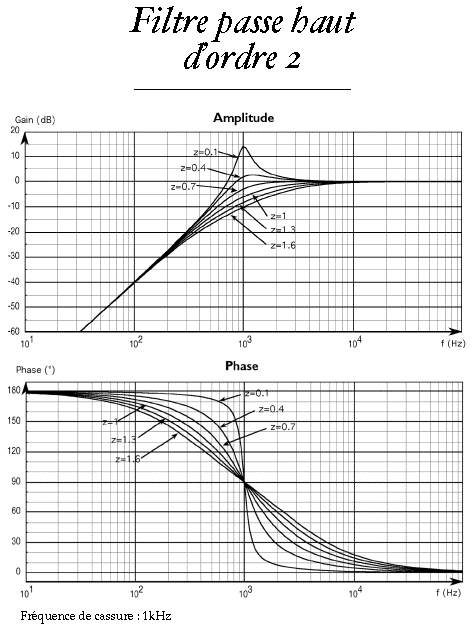 Filtre passe haut
d'ordre 2
Amplitude
Gain (dB)
20
10
0
-10
-20
-30
-40
-50
-60
z=0.1
z=0.4
z=0.7
z=1
z=1.3
z=1.6
10^1
10^2
10^3
10^4
f (Hz)
Phase
Phase (°)
180
150
120
90
60
30
0
z=0.1
z=0.4
z=0.7
z=1
z=1.3
z=1.6
10^1
10^2
10^3
10^4
f (Hz)
Fréquence de cassure : 1kHz